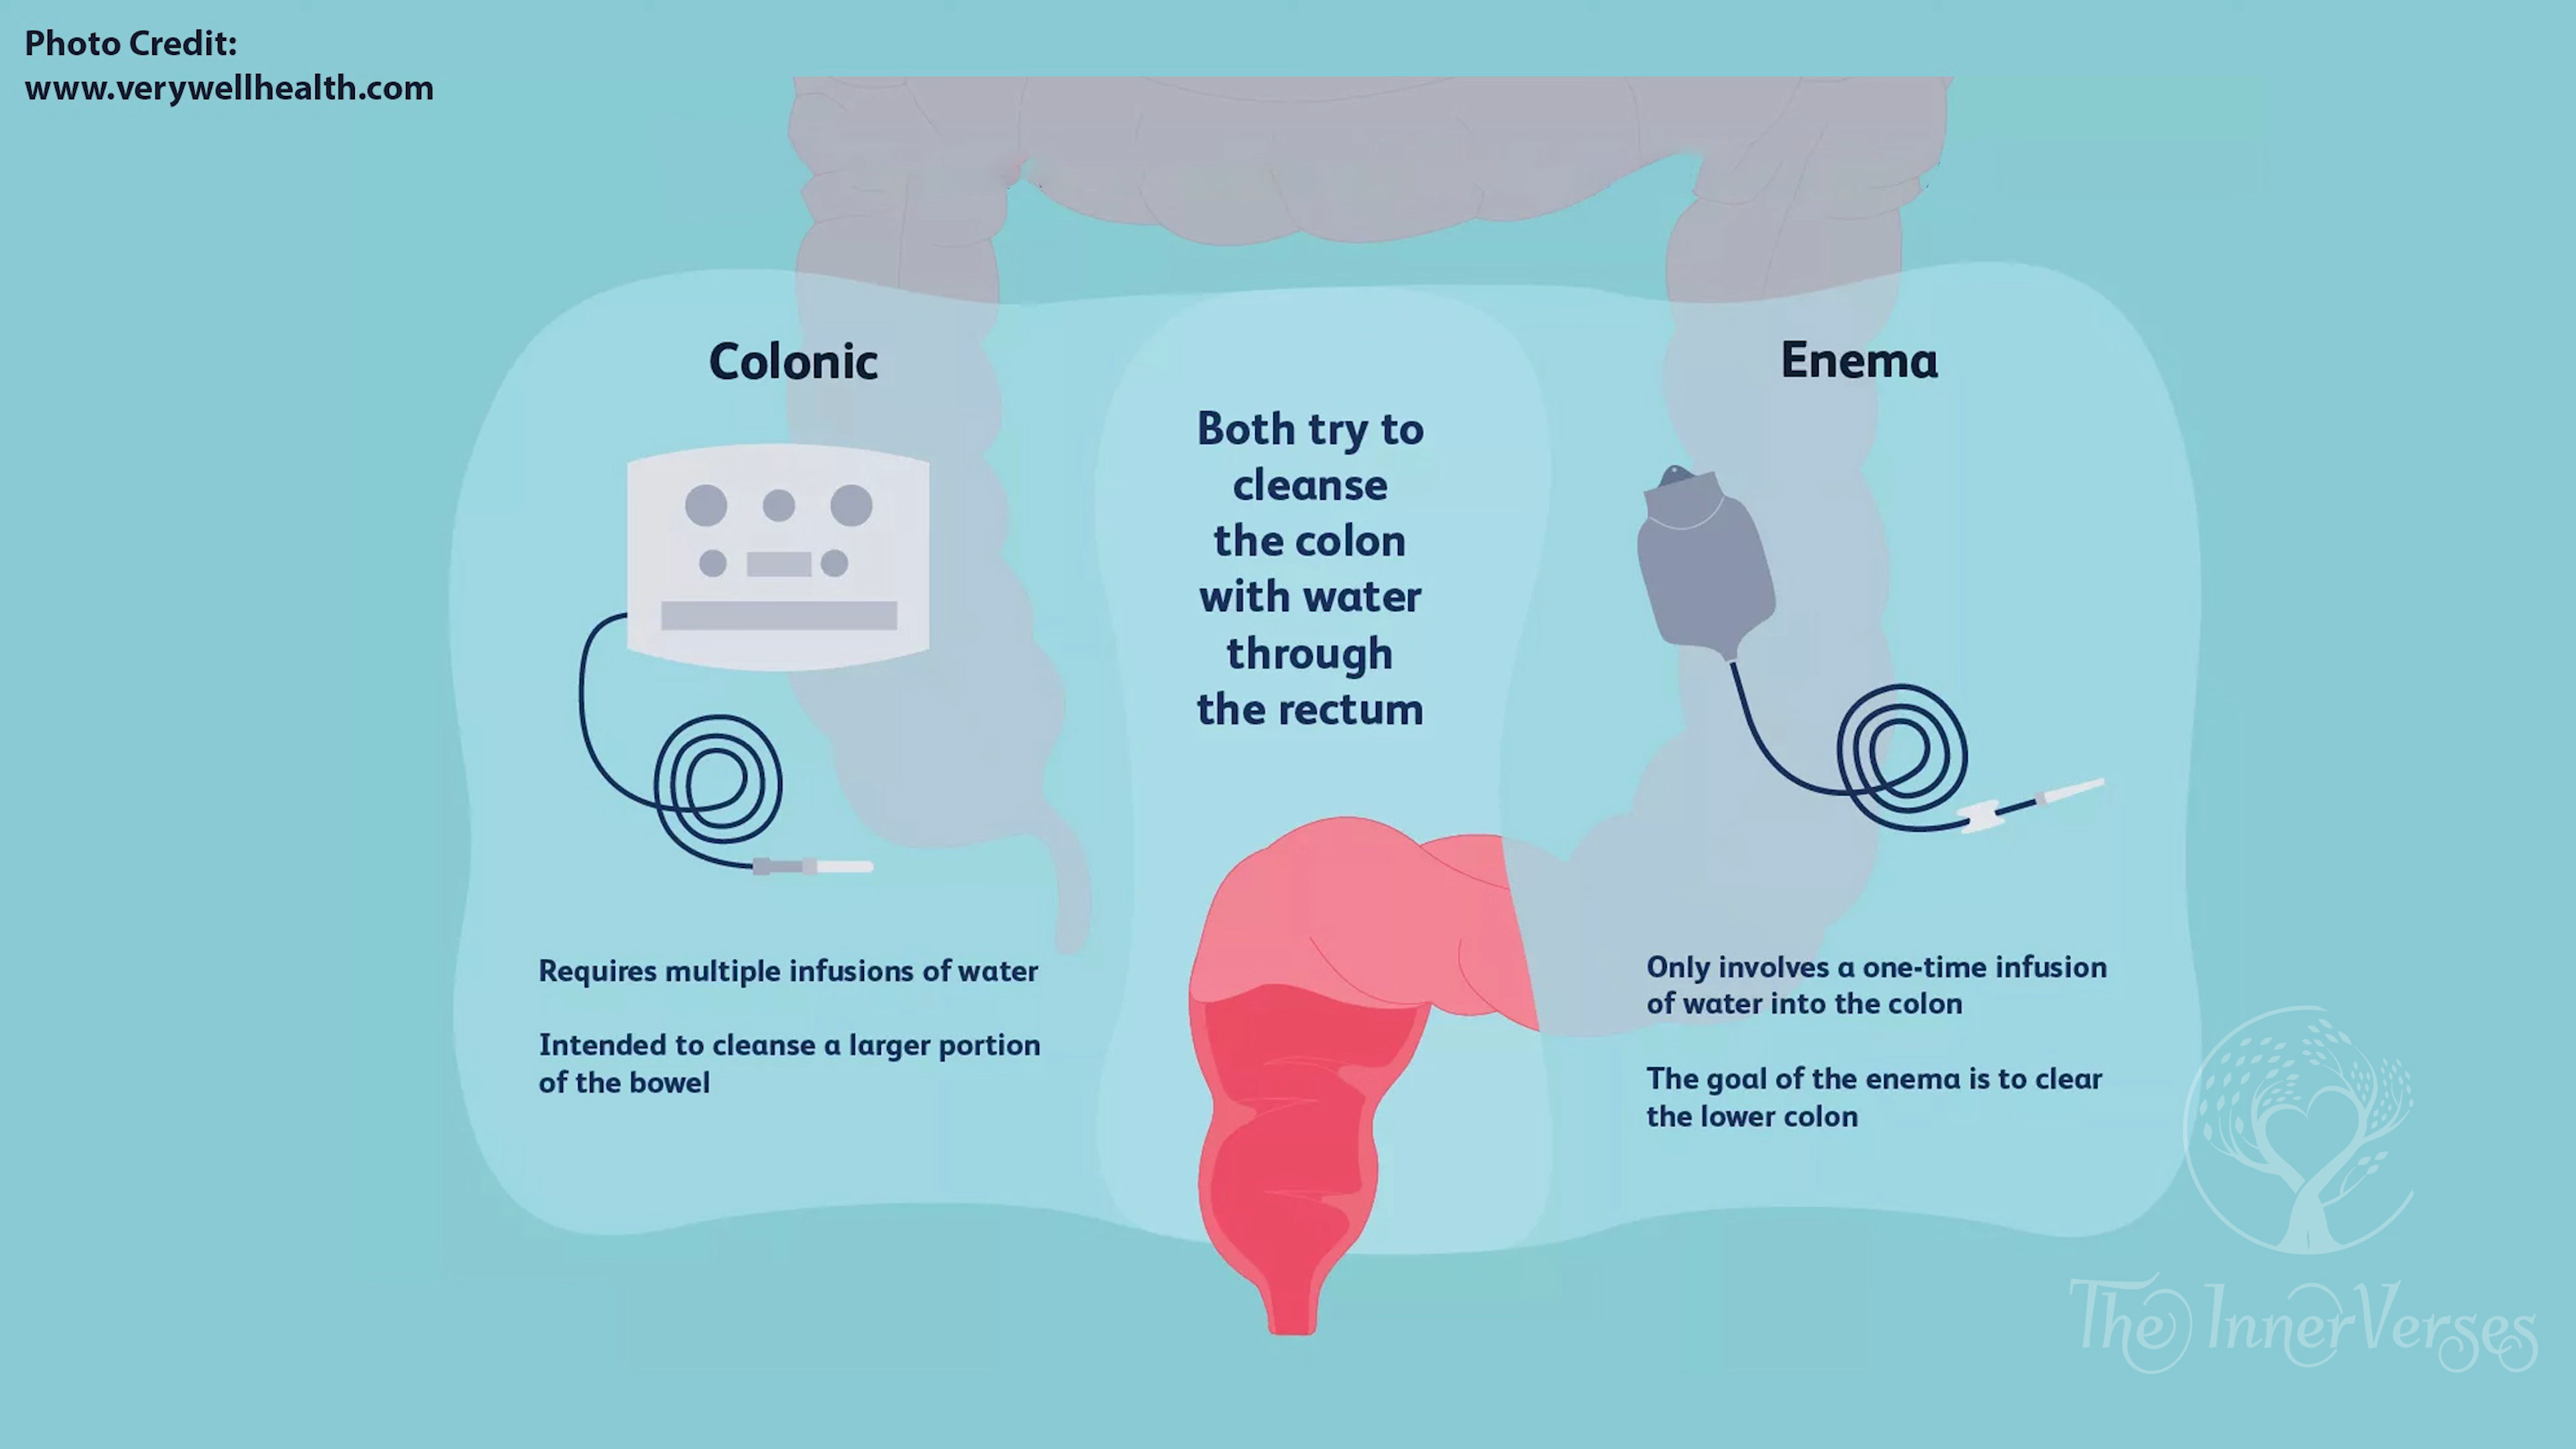 Photo Credit:
www.verywellhealth.com
Colonic
Requires multiple infusions of water
Intended to cleanse a larger portion
of the bowel
Both try to
cleanse
the colon
with water
through
the rectum
Enema
Only involves a one-time infusion
of water into the colon
The goal of the enema is to clear
the lower colon
The InnerVerses